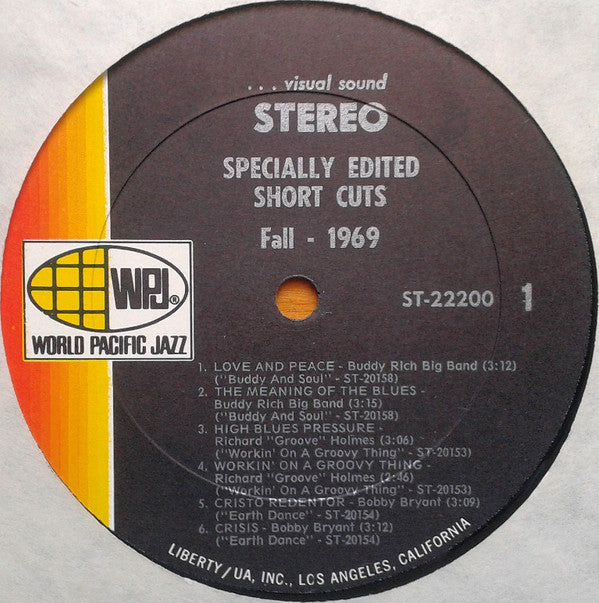 ... visual sound
STEREO
SPECIALLY EDITED
SHORT CUTS
Fall - 1969
WPJ®
WORLD PACIFIC JAZZ
ST-22200 1
1. LOVE AND PEACE - Buddy Rich Big Band (3:12)
("Buddy And Soul" - ST-20158)
2. THE MEANING OF THE BLUES -
Buddy Rich Big Band (3:15)
("Buddy And Soul" - ST-20158)
3. HIGH BLUES PRESSURE -
Richard "Groove" Holmes (3:06)
("Workin' On A Groovy Thing" - ST-20153)
4. WORKIN' ON A GROOVY THING -
Richard "Groove" Holmes (2:46)
("Workin' On A Groovy Thing" - ST-20153)
5. CRISTO REDENTOR - Bobby Bryant (3:09)
("Earth Dance" - ST-20154)
6. CRISIS - Bobby Bryant (3:12)
("Earth Dance" - ST-20154)
LIBERTY/UA, INC., LOS ANGELES, CALIFORNIA